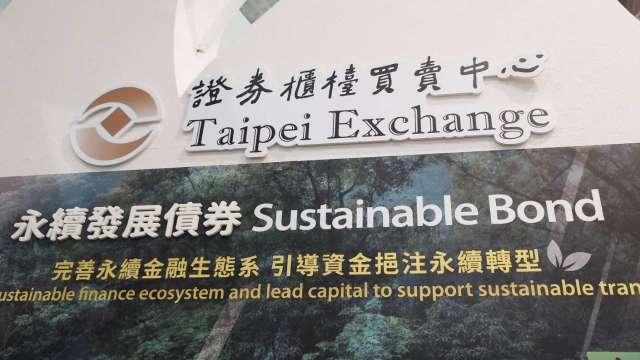 證券櫃檯買賣中心
Taipei Exchange
永續發展債券 Sustainable Bond
完善永續金融生態系 引導資金挹注永續轉型
sustainable finance ecosystem and lead capital to support sustainable